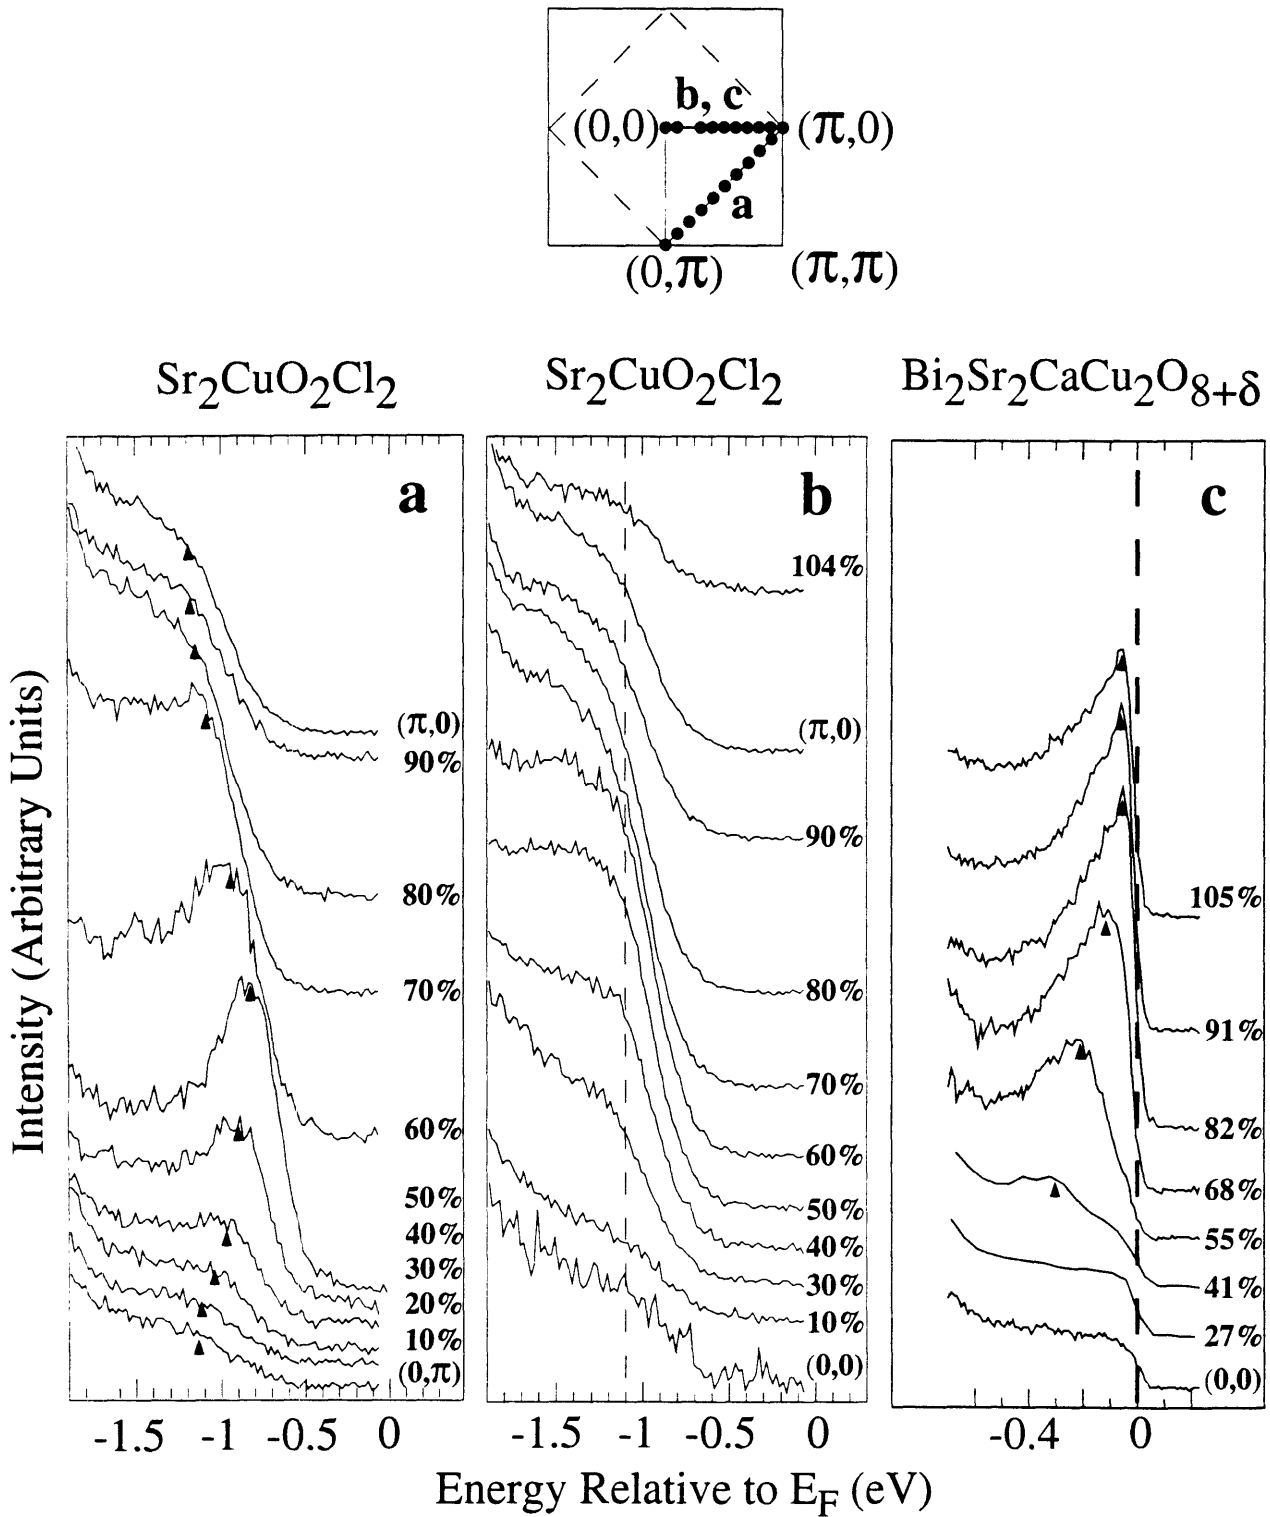 b, c
(0,0)
(π,0)
a
(0,π)
(π,π)
Sr2CuO2Cl2
Sr2CuO2Cl2
Bi2Sr2CaCu2O8+δ
Intensity (Arbitrary Units)
a
(π,0)
90%
80%
70%
60%
50%
40%
30%
20%
10%
(0,π)
-1.5
-1
-0.5
0
b
104%
(π,0)
90%
80%
70%
60%
50%
40%
30%
10%
(0,0)
-1.5
-1
-0.5
0
c
105%
91%
82%
68%
55%
41%
27%
(0,0)
-0.4
0
Energy Relative to EF (eV)